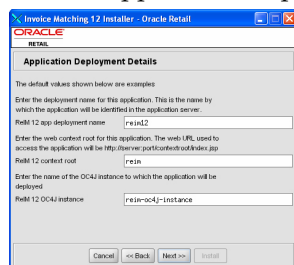 Invoice Matching 12 Installer - Oracle Retail
ORACLE
RETAIL
Application Deployment Details
The default values shown below are examples
Enter the deployment name for this application. This is the name by
which the application will be identified in the application server.
ReIM 12 app deployment name reim12
Enter the web context root for this application. The web URL used to
access the application will be http://server:port/contextroot/index.jsp
ReIM 12 context root reim
Enter the name of the OC4J instance to which the application will be
deployed
ReIM 12 OC4J instance reim-oc4j-instance
Cancel << Back Next >> Install